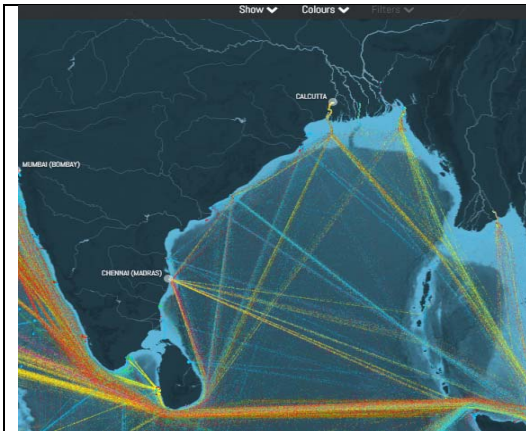 Show Colours Filters
CALCUTTA
MUMBAI (BOMBAY)
CHENNAI (MADRAS)